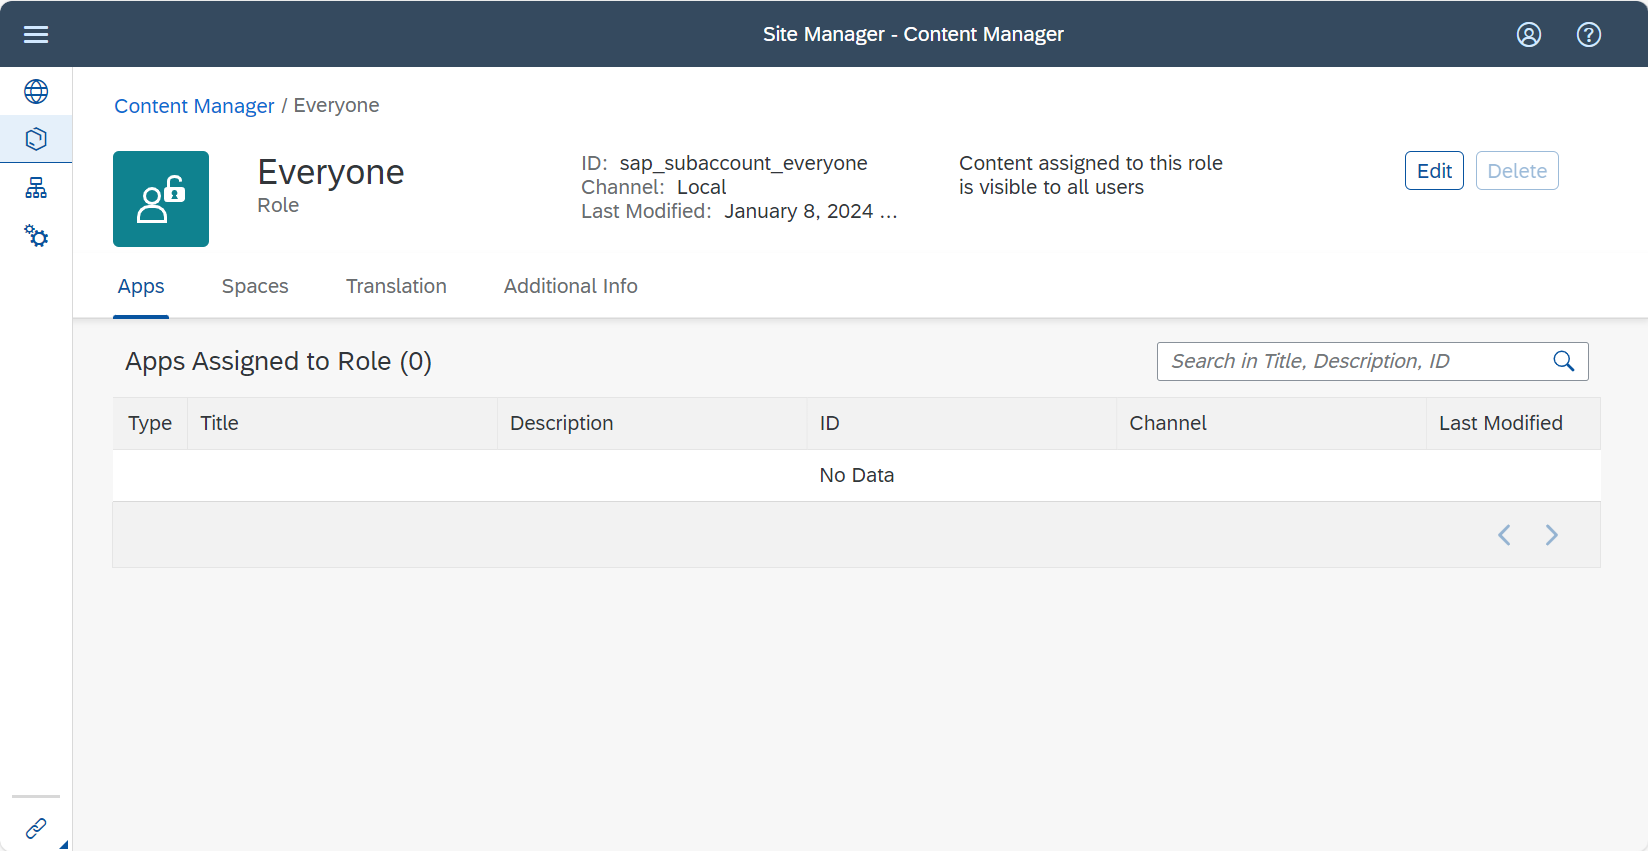 Site Manager - Content Manager
Content Manager / Everyone
Everyone
Role
ID: sap_subaccount_everyone
Channel: Local
Last Modified: January 8, 2024 ...
Content assigned to this role
is visible to all users
Edit
Delete
Apps
Spaces
Translation
Additional Info
Apps Assigned to Role (0)
Search in Title, Description, ID
Type
Title
Description
ID
Channel
Last Modified
No Data